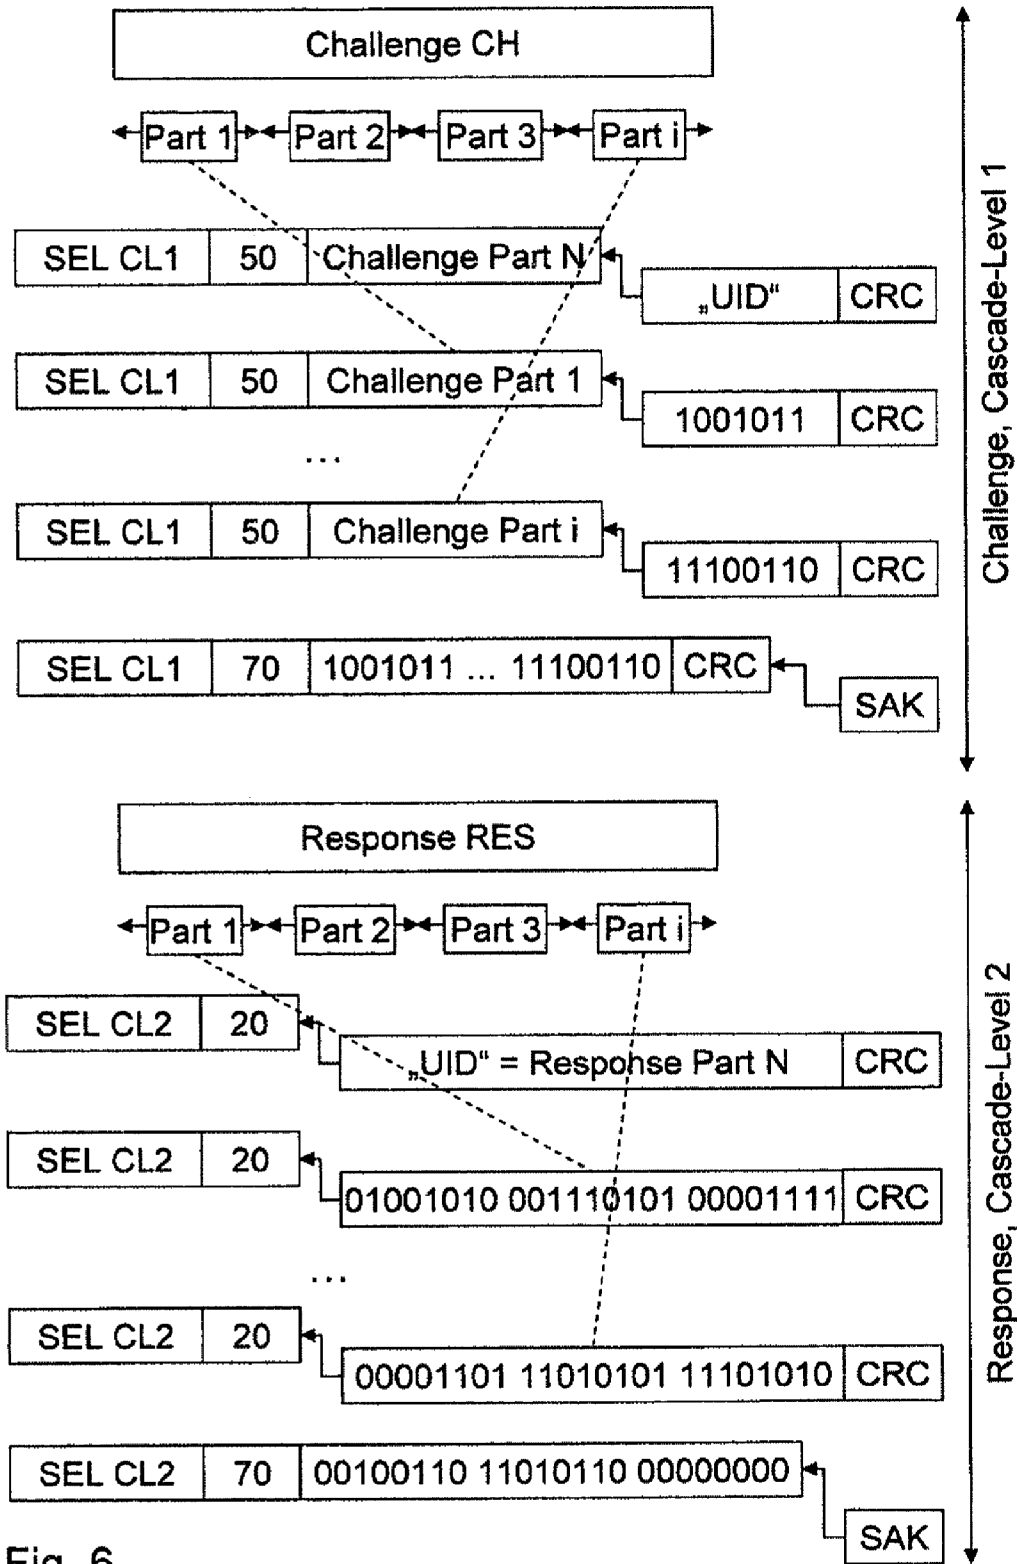 Challenge CH
Part 1 Part 2 Part 3 Part i
SEL CL1 50 Challenge Part N
„UID“ CRC
SEL CL1 50 Challenge Part 1
1001011 CRC
...
SEL CL1 50 Challenge Part i
11100110 CRC
SEL CL1 70 1001011 ... 11100110 CRC
SAK
Challenge, Cascade-Level 1
Response RES
Part 1 Part 2 Part 3 Part i
SEL CL2 20
„UID“ = Response Part N CRC
SEL CL2 20
01001010 001110101 00001111 CRC
...
SEL CL2 20
00001101 11010101 11101010 CRC
SEL CL2 70 00100110 11010110 00000000
SAK
Response, Cascade-Level 2
Fig. 6